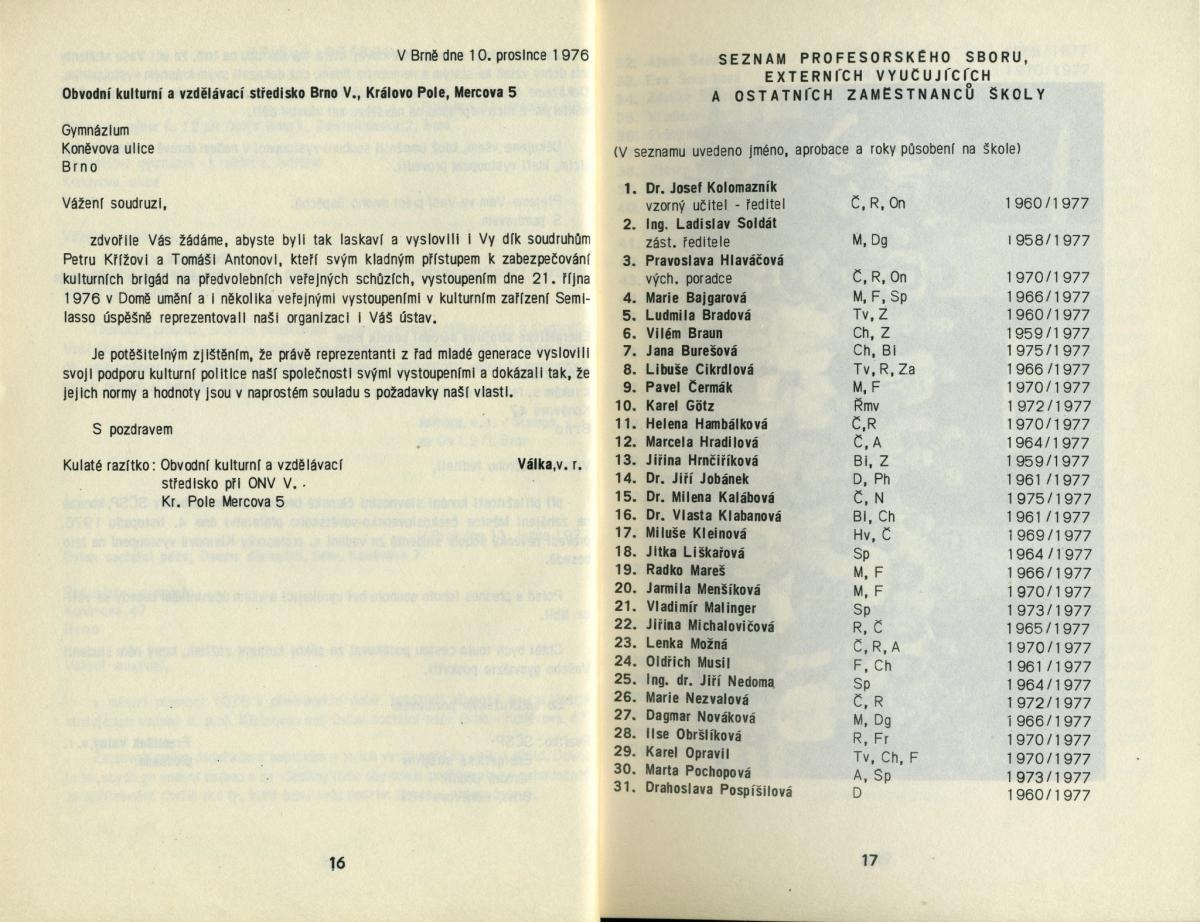 V Brně dne 10. prosince 1976
Obvodní kulturní a vzdělávací středisko Brno V., Královo Pole, Mercova 5
Gymnázium
Koněvova ulice
Brno
Vážení soudruzi,
zdvořile Vás žádáme, abyste byli tak laskaví a vyslovili i Vy dík soudruhům
Petru Křížovi a Tomáši Antonovi, kteří svým kladným přístupem k zabezpečování
kulturních brigád na předvolebních veřejných schůzích, vystoupením dne 21. října
1976 v Domě umění a i několika veřejnými vystoupeními v kulturním zařízení Semi-
lasso úspěšně reprezentovali naši organizaci i Váš ústav.
Je potěšitelným zjištěním, že právě reprezentanti z řad mladé generace vyslovili
svoji podporu kulturní politice naší společnosti svými vystoupeními a dokázali tak, že
jejich normy a hodnoty jsou v naprostém souladu s požadavky naší vlasti.
S pozdravem
Kulaté razítko: Obvodní kulturní a vzdělávací Válka,v. r.
středisko při ONV V. -
Kr. Pole Mercova 5
16
SEZNAM PROFESORSKÉHO SBORU,
EXTERNÍCH VYUČUJÍCÍCH
A OSTATNÍCH ZAMĚSTNANCŮ ŠKOLY
(V seznamu uvedeno jméno, aprobace a roky působení na škole)
1. Dr. Josef Kolomazník
vzorný učitel - ředitel Č, R, On 1960/1977
2. Ing. Ladislav Soldát
zást. ředitele M, Dg 1958/1977
3. Pravoslava Hlaváčová
vých. poradce Č, R, On 1970/1977
4. Marie Bajgarová M, F, Sp 1966/1977
5. Ludmila Bradová Tv, Z 1960/1977
6. Vilém Braun Ch, Z 1959/1977
7. Jana Burešová Ch, Bi 1975/1977
8. Libuše Cikrdlová Tv, R, Za 1966/1977
9. Pavel Čermák M, F 1970/1977
10. Karel Götz Řmv 1972/1977
11. Helena Hambálková Č,R 1970/1977
12. Marcela Hradilová Č, A 1964/1977
13. Jiřina Hrnčiříková Bi, Z 1959/1977
14. Dr. Jiří Jobánek D, Ph 1961/1977
15. Dr. Milena Kalábová Č, N 1975/1977
16. Dr. Vlasta Klabanová Bi, Ch 1961/1977
17. Miluše Kleinová Hv, Č 1969/1977
18. Jitka Liškařová Sp 1964/1977
19. Radko Mareš M, F 1966/1977
20. Jarmila Menšíková M, F 1970/1977
21. Vladimír Malinger Sp 1973/1977
22. Jiřina Michalovičová R, Č 1965/1977
23. Lenka Možná Č, R, A 1970/1977
24. Oldřich Musil F, Ch 1961/1977
25. Ing. dr. Jiří Nedoma Sp 1964/1977
26. Marie Nezvalová Č, R 1972/1977
27. Dagmar Nováková M, Dg 1966/1977
28. Ilse Obršlíková R, Fr 1970/1977
29. Karel Opravil Tv, Ch, F 1970/1977
30. Marta Pochopová A, Sp 1973/1977
31. Drahoslava Pospíšilová D 1960/1977
17